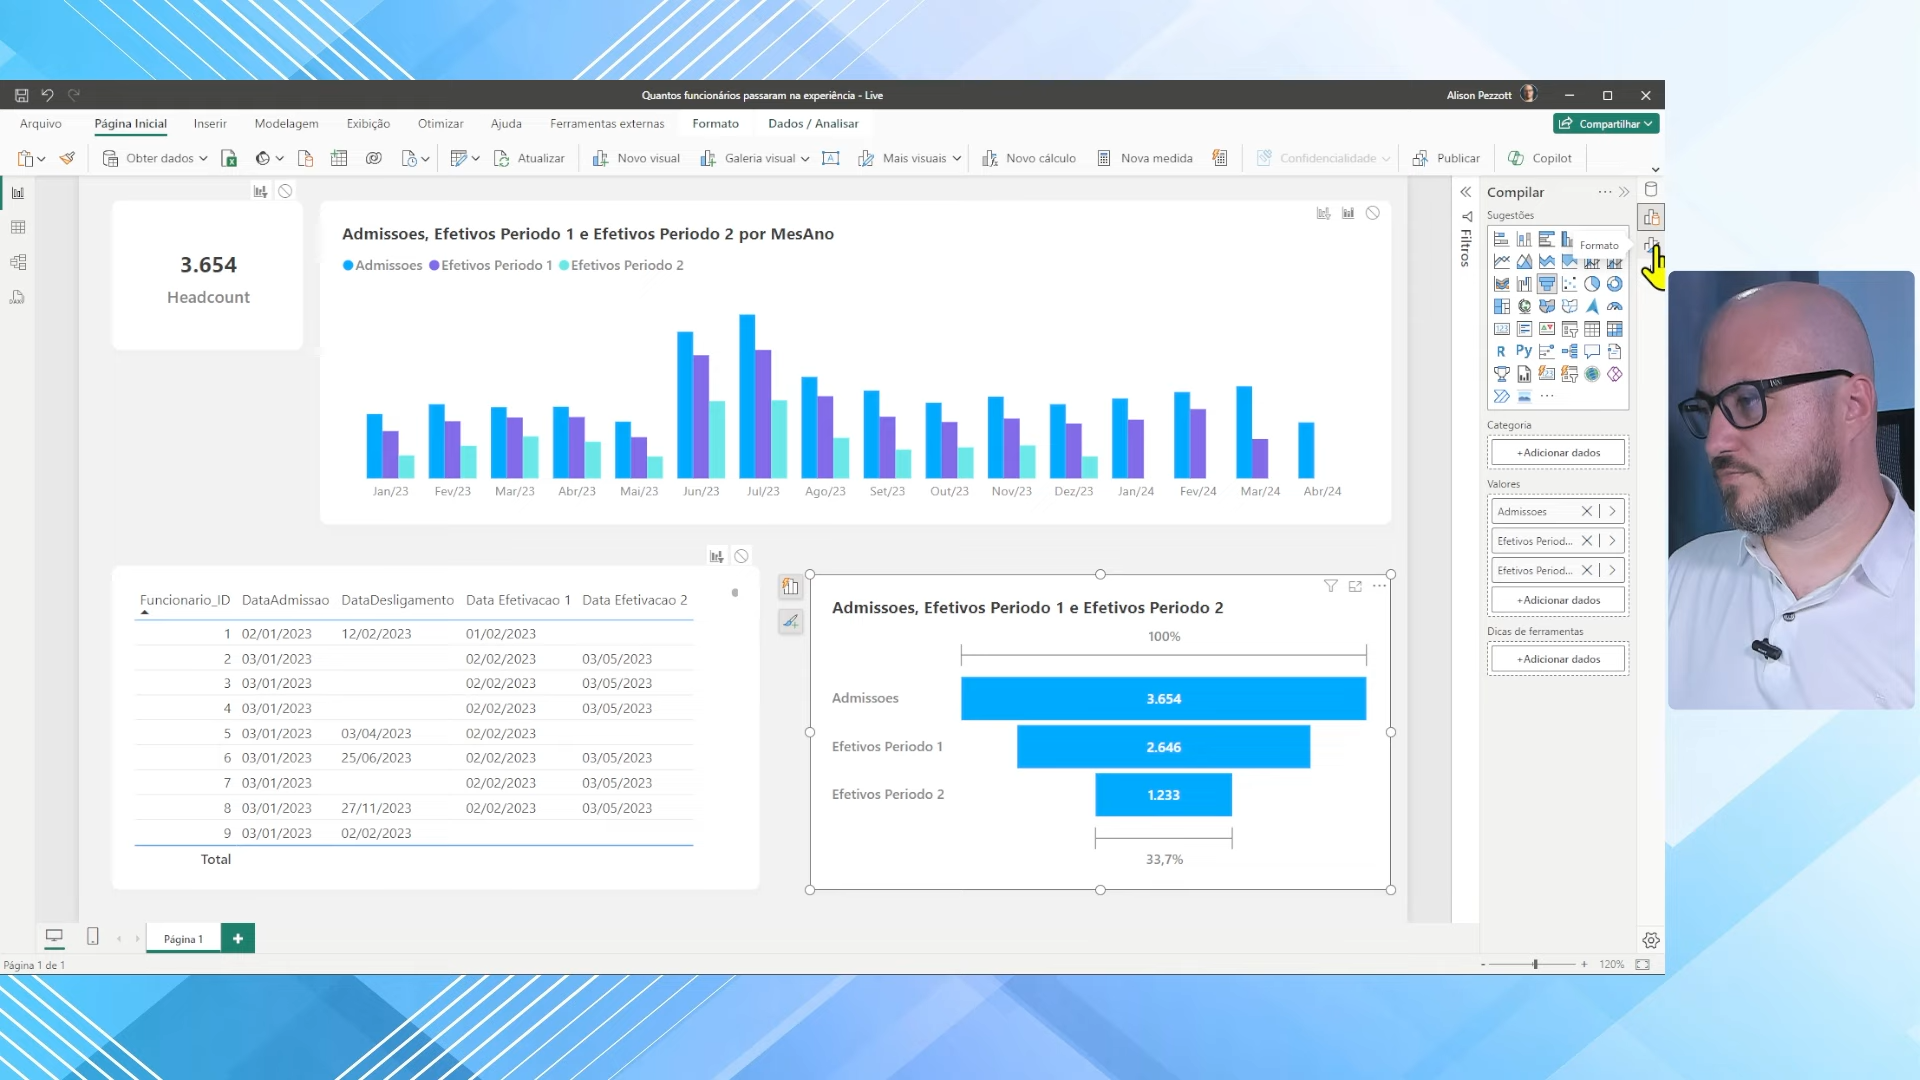 Quantos funcionários passaram na experiência - Live
Alison Pezzott
Arquivo
Página Inicial
Inserir
Modelagem
Exibição
Otimizar
Ajuda
Ferramentas externas
Formato
Dados / Analisar
Compartilhar
Obter dados
Atualizar
Novo visual
Galeria visual
Mais visuais
Novo cálculo
Nova medida
Confidencialidade
Publicar
Copilot
3.654
Headcount
Admissoes, Efetivos Periodo 1 e Efetivos Periodo 2 por MesAno
Admissoes Efetivos Periodo 1 Efetivos Periodo 2
Jan/23 Fev/23 Mar/23 Abr/23 Mai/23 Jun/23 Jul/23 Ago/23 Set/23 Out/23 Nov/23 Dez/23 Jan/24 Fev/24 Mar/24 Abr/24
Funcionario_ID DataAdmissao DataDesligamento Data Efetivacao 1 Data Efetivacao 2
1 02/01/2023 12/02/2023 01/02/2023
2 03/01/2023 02/02/2023 03/05/2023
3 03/01/2023 02/02/2023 03/05/2023
4 03/01/2023 02/02/2023 03/05/2023
5 03/01/2023 03/04/2023 02/02/2023
6 03/01/2023 25/06/2023 02/02/2023 03/05/2023
7 03/01/2023 02/02/2023 03/05/2023
8 03/01/2023 27/11/2023 02/02/2023 03/05/2023
9 03/01/2023 02/02/2023
Total
Admissoes, Efetivos Periodo 1 e Efetivos Periodo 2
100%
Admissoes 3.654
Efetivos Periodo 1 2.646
Efetivos Periodo 2 1.233
33,7%
Filtros
Compilar
Sugestões
Formato
R Py
123
Categoria
+Adicionar dados
Valores
Admissoes
Efetivos Period...
Efetivos Period...
+Adicionar dados
Dicas de ferramentas
+Adicionar dados
Página 1
Página 1 de 1
- + 120%